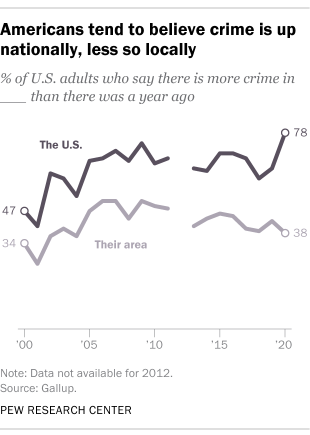 Americans tend to believe crime is up
nationally, less so locally
% of U.S. adults who say there is more crime in
___ than there was a year ago
The U.S.
78
47
34
Their area
38
'00 '05 '10 '15 '20
Note: Data not available for 2012.
Source: Gallup.
PEW RESEARCH CENTER